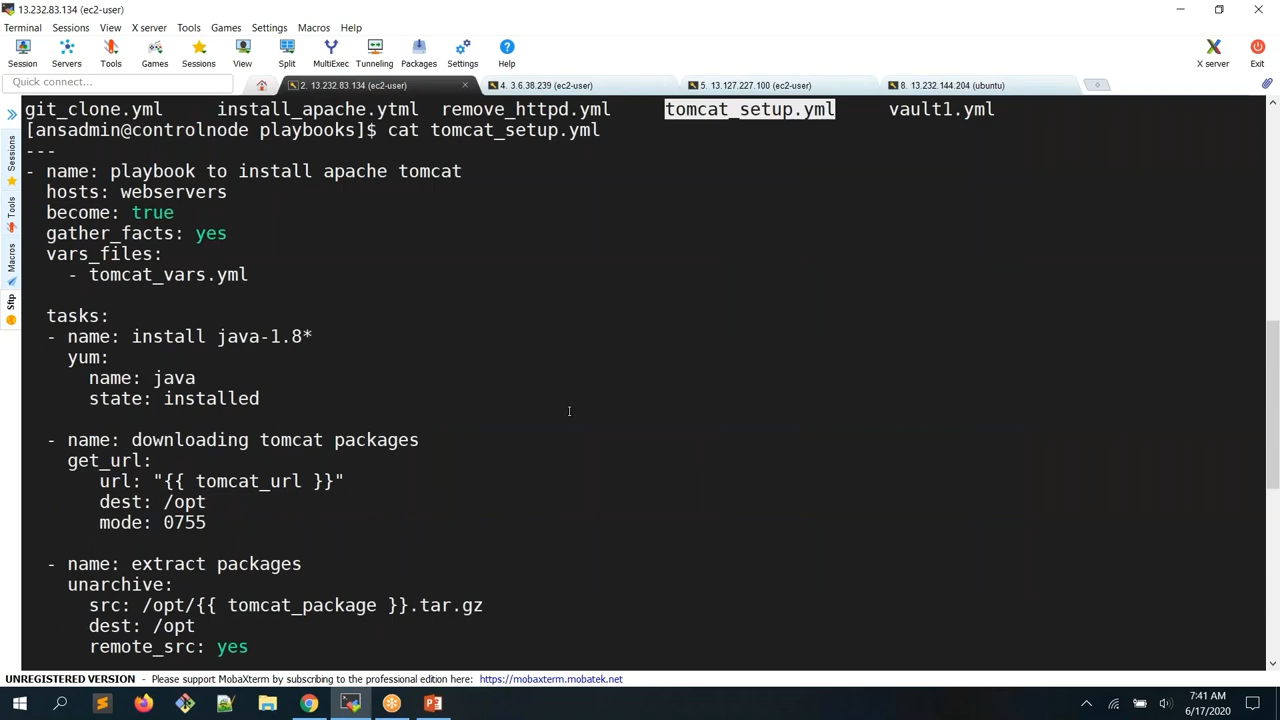 13.232.83.134 (ec2-user)
Terminal Sessions View X server Tools Games Settings Macros Help
Session Servers Tools Games Sessions View Split MultiExec Tunneling Packages Settings Help X server Exit
Quick connect... 2. 13.232.83.134 (ec2-user) 4. 3.6.38.239 (ec2-user) 5. 13.127.227.100 (ec2-user) 8. 13.232.144.204 (ubuntu)
Sessions
Tools
Macros
Sftp
git_clone.yml install_apache.ytml remove_httpd.yml tomcat_setup.yml vault1.yml
[ansadmin@controlnode playbooks]$ cat tomcat_setup.yml
---
- name: playbook to install apache tomcat
hosts: webservers
become: true
gather_facts: yes
vars_files:
- tomcat_vars.yml
tasks:
- name: install java-1.8*
yum:
name: java
state: installed
- name: downloading tomcat packages
get_url:
url: "{{ tomcat_url }}"
dest: /opt
mode: 0755
- name: extract packages
unarchive:
src: /opt/{{ tomcat_package }}.tar.gz
dest: /opt
remote_src: yes
UNREGISTERED VERSION - Please support MobaXterm by subscribing to the professional edition here: https://mobaxterm.mobatek.net
7:41 AM
6/17/2020